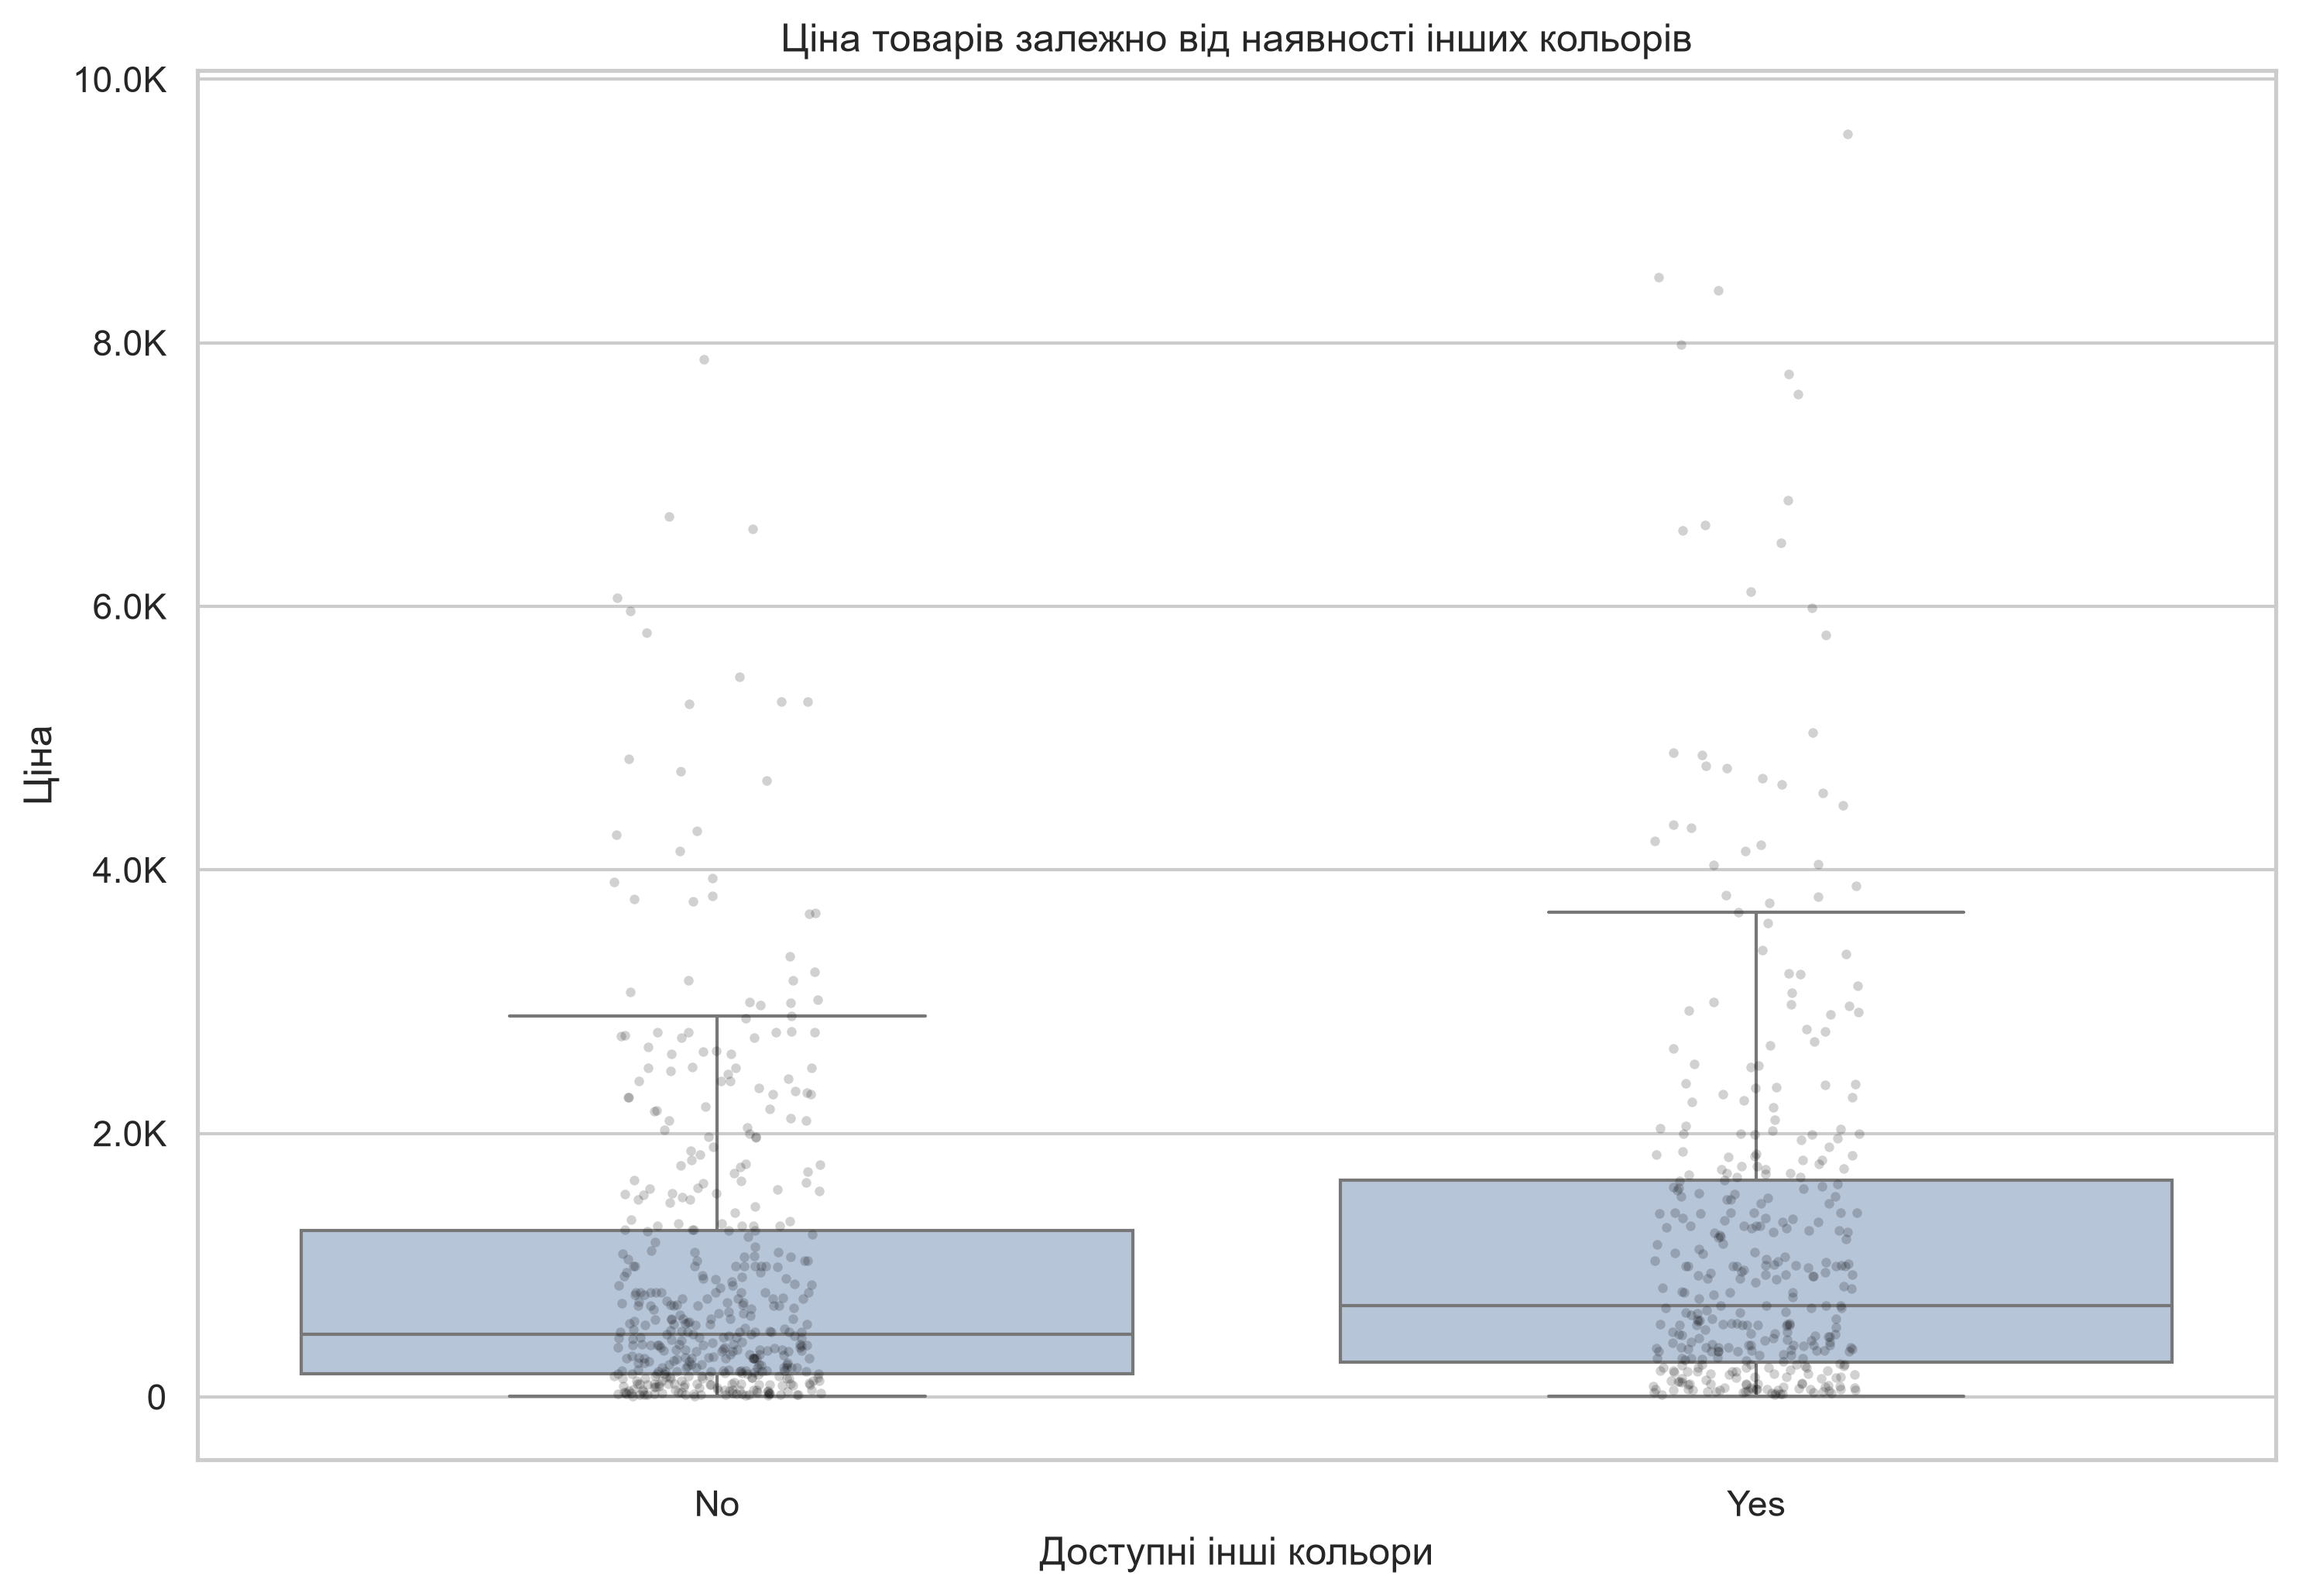 Ціна товарів залежно від наявності інших кольорів
10.0K
8.0K
6.0K
4.0K
2.0K
0
Ціна
No
Yes
Доступні інші кольори